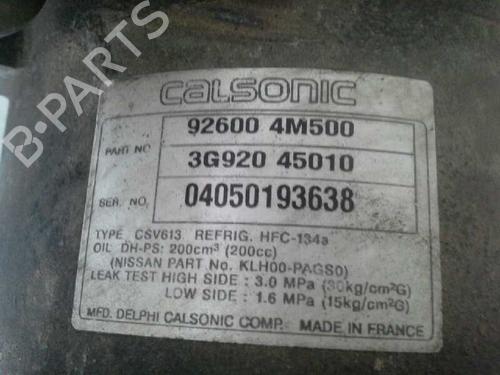 B-PARTS
CALSONIC
92600 4M500
PART NO
3G920 45010
SER. NO. 04050193638
TYPE CSV613 REFRIG. HFC-134a
OIL DH-PS: 200cm³ (200cc)
(NISSAN PART No. KLH00-PAGS0)
LEAK TEST HIGH SIDE : 3.0 MPa (30kg/cm²G)
LOW SIDE : 1.6 MPa (15kg/cm²G)
MFD. DELPHI CALSONIC COMP. MADE IN FRANCE